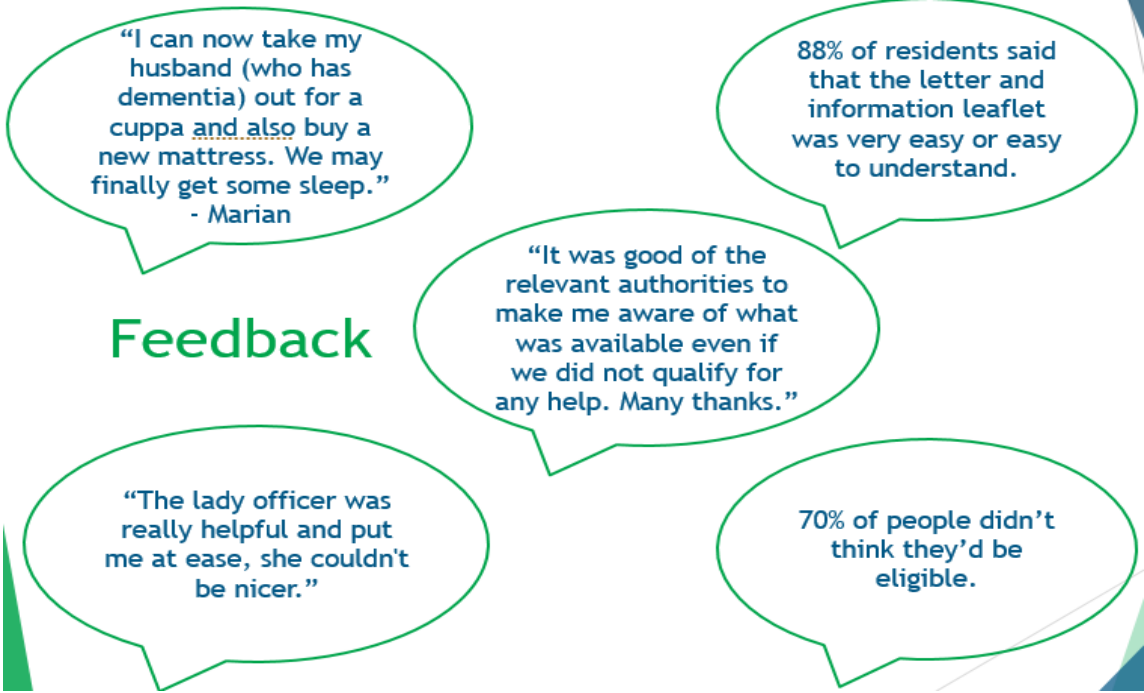 “I can now take my
husband (who has
dementia) out for a
cuppa and also buy a
new mattress. We may
finally get some sleep.”
- Marian
88% of residents said
that the letter and
information leaflet
was very easy or easy
to understand.
“It was good of the
relevant authorities to
make me aware of what
was available even if
we did not qualify for
any help. Many thanks.”
Feedback
“The lady officer was
really helpful and put
me at ease, she couldn't
be nicer.”
70% of people didn’t
think they’d be
eligible.